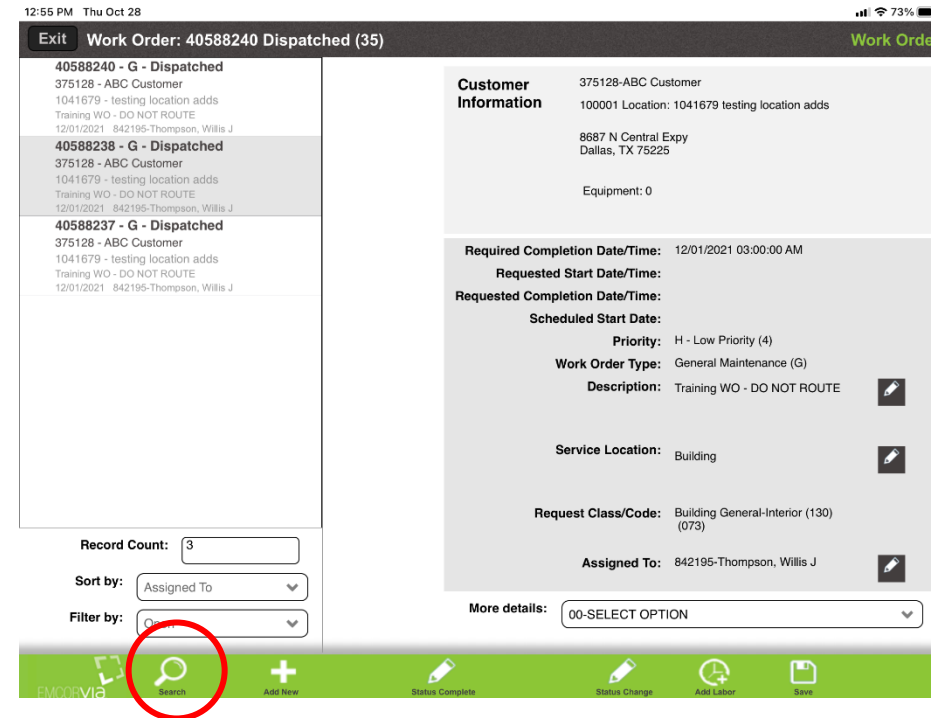 12:55 PM Thu Oct 28
73%
Exit Work Order: 40588240 Dispatched (35)
Work Orde
40588240 - G - Dispatched
375128 - ABC Customer
1041679 - testing location adds
Training WO - DO NOT ROUTE
12/01/2021 842195-Thompson, Willis J
40588238 - G - Dispatched
375128 - ABC Customer
1041679 - testing location adds
Training WO - DO NOT ROUTE
12/01/2021 842195-Thompson, Willis J
40588237 - G - Dispatched
375128 - ABC Customer
1041679 - testing location adds
Training WO - DO NOT ROUTE
12/01/2021 842195-Thompson, Willis J
Record Count: 3
Sort by: Assigned To
Filter by: Open
Customer Information
375128-ABC Customer
100001 Location: 1041679 testing location adds
8687 N Central Expy
Dallas, TX 75225
Equipment: 0
Required Completion Date/Time: 12/01/2021 03:00:00 AM
Requested Start Date/Time:
Requested Completion Date/Time:
Scheduled Start Date:
Priority: H - Low Priority (4)
Work Order Type: General Maintenance (G)
Description: Training WO - DO NOT ROUTE
Service Location: Building
Request Class/Code: Building General-Interior (130)
(073)
Assigned To: 842195-Thompson, Willis J
More details: 00-SELECT OPTION
EMCORVIA
Search
Add New
Status Complete
Status Change
Add Labor
Save